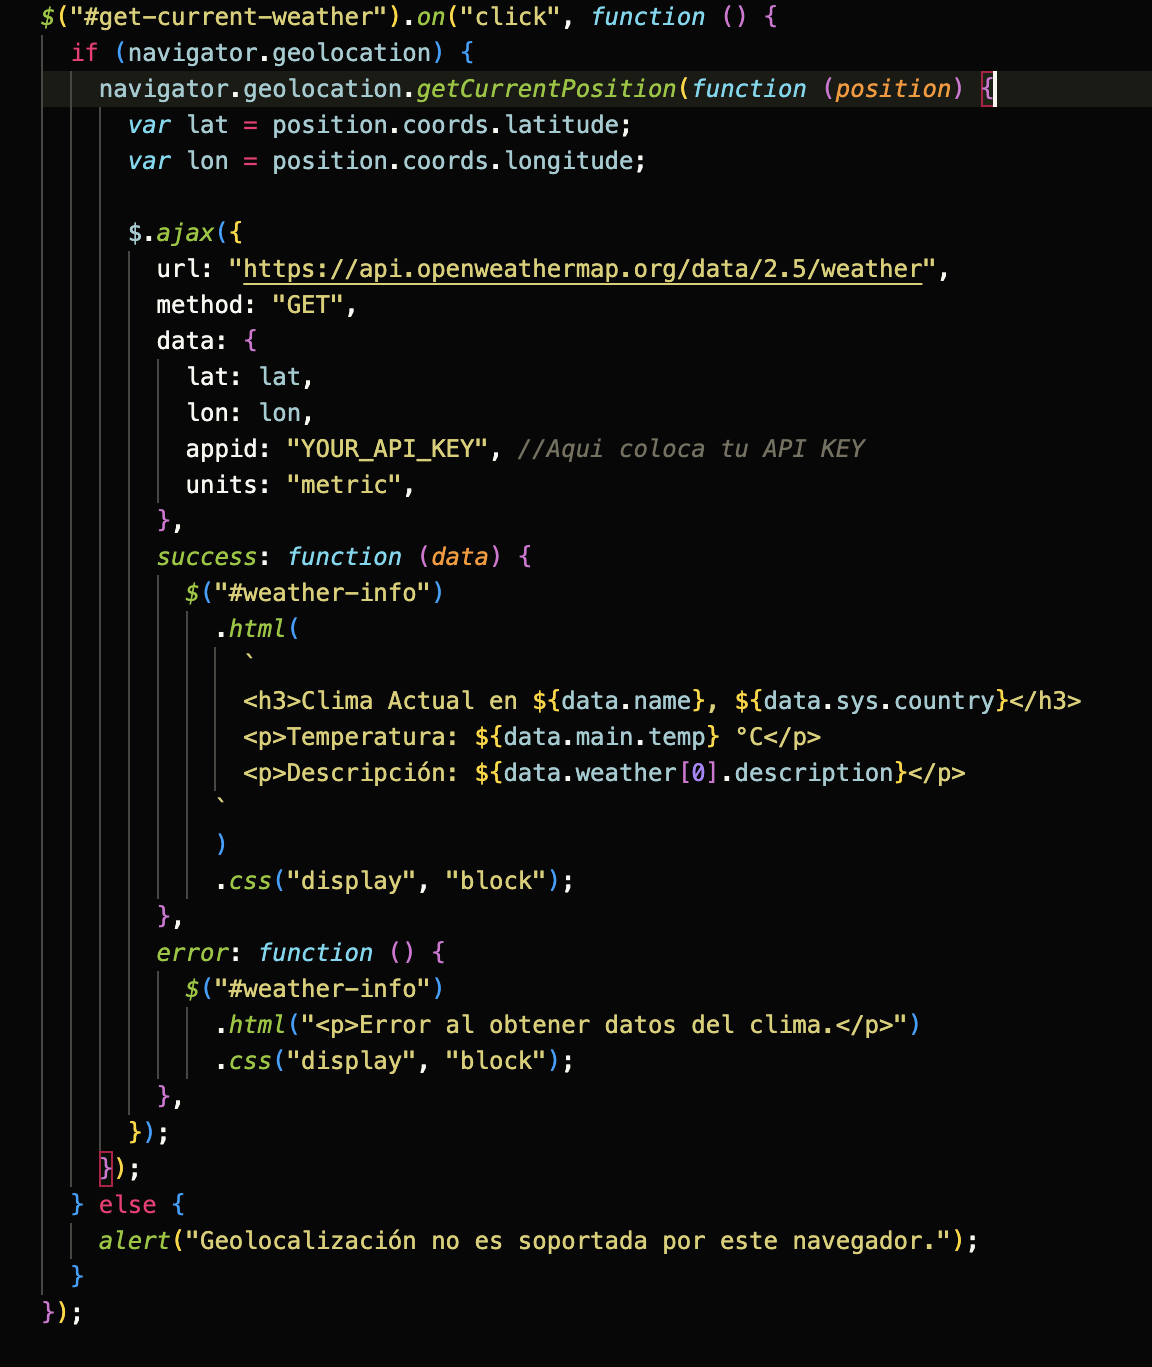 $("#get-current-weather").on("click", function () {
  if (navigator.geolocation) {
    navigator.geolocation.getCurrentPosition(function (position) {
      var lat = position.coords.latitude;
      var lon = position.coords.longitude;

      $.ajax({
        url: "https://api.openweathermap.org/data/2.5/weather",
        method: "GET",
        data: {
          lat: lat,
          lon: lon,
          appid: "YOUR_API_KEY", //Aqui coloca tu API KEY
          units: "metric",
        },
        success: function (data) {
          $("#weather-info")
            .html(
              `
              <h3>Clima Actual en ${data.name}, ${data.sys.country}</h3>
              <p>Temperatura: ${data.main.temp} °C</p>
              <p>Descripción: ${data.weather[0].description}</p>
            `
            )
            .css("display", "block");
        },
        error: function () {
          $("#weather-info")
            .html("<p>Error al obtener datos del clima.</p>")
            .css("display", "block");
        },
      });
    });
  } else {
    alert("Geolocalización no es soportada por este navegador.");
  }
});